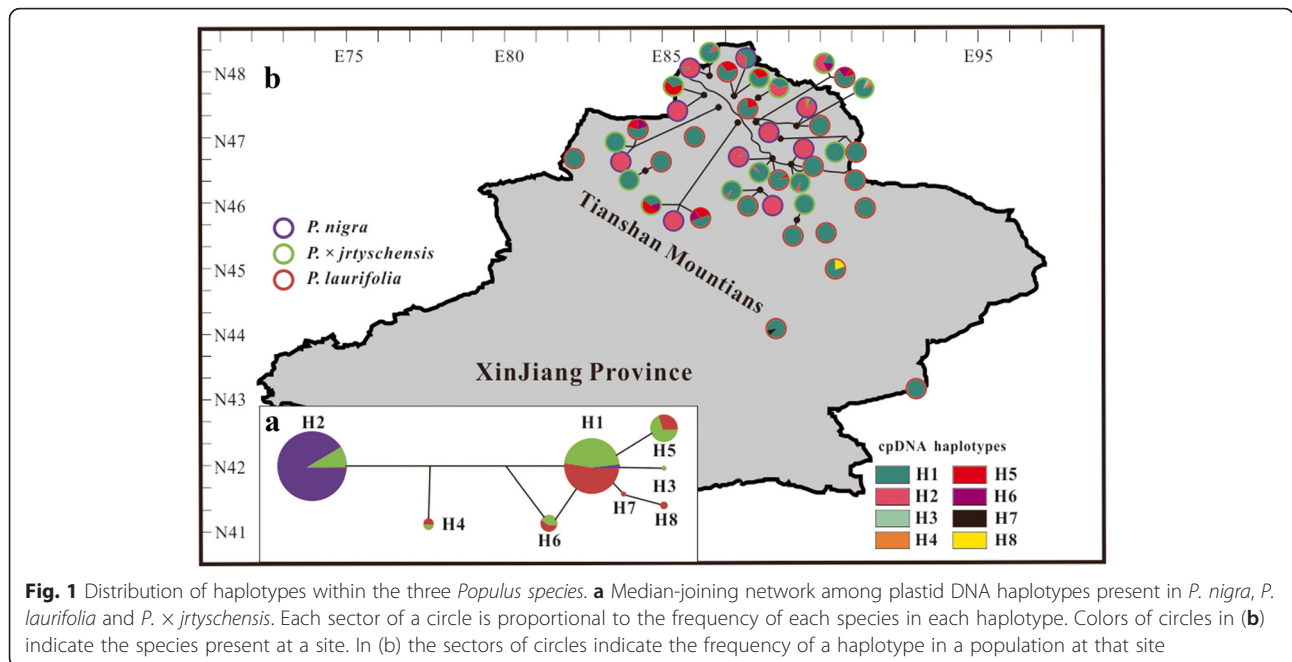 E75 E80 E85 E95
b
N48
N47
N46
N45
N44
N43
N42
N41
P. nigra
P. × jrtyschensis
P. laurifolia
Tianshan Mountians
XinJiang Province
a
H2
H1
H5
H3
H7
H8
H4
H6
cpDNA haplotypes
H1 H5
H2 H6
H3 H7
H4 H8
Fig. 1 Distribution of haplotypes within the three Populus species. a Median-joining network among plastid DNA haplotypes present in P. nigra, P.
laurifolia and P. × jrtyschensis. Each sector of a circle is proportional to the frequency of each species in each haplotype. Colors of circles in (b)
indicate the species present at a site. In (b) the sectors of circles indicate the frequency of a haplotype in a population at that site